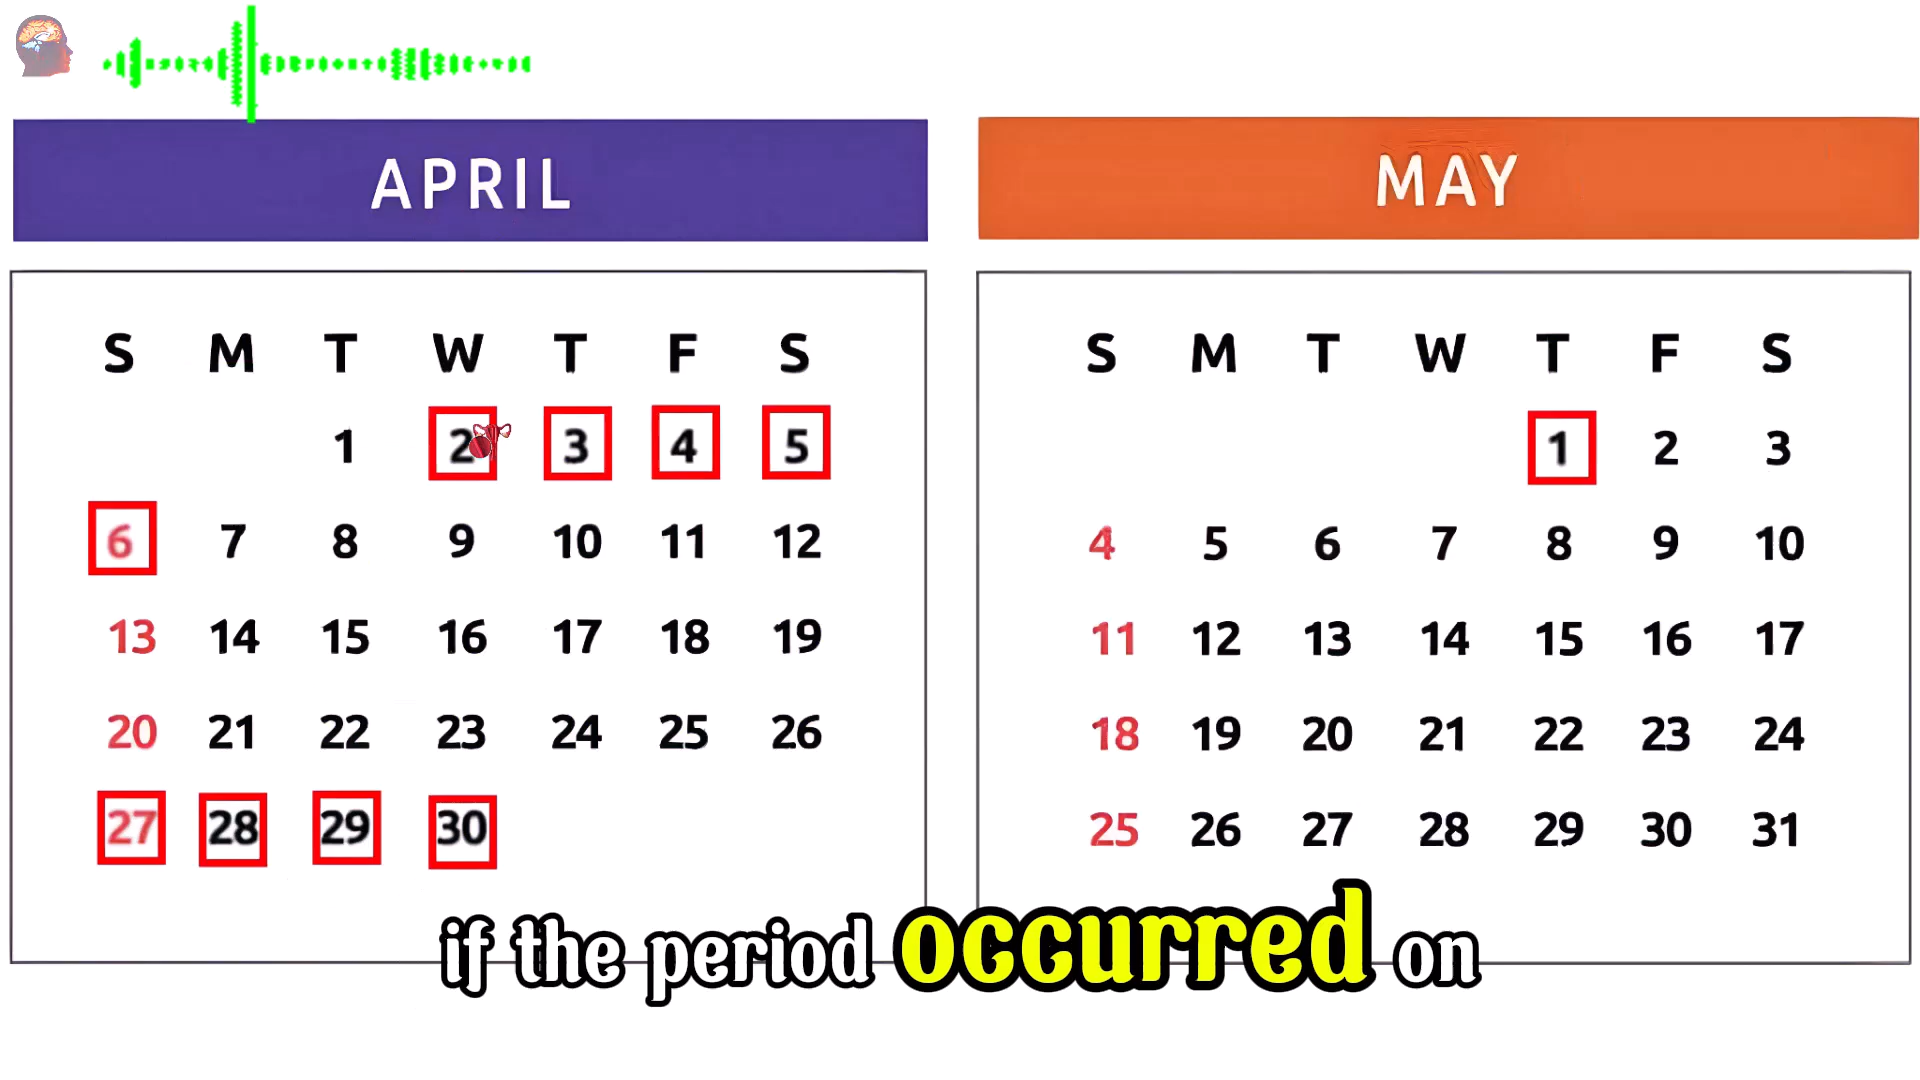 APRIL
S M T W T F S
1 2 3 4 5
6 7 8 9 10 11 12
13 14 15 16 17 18 19
20 21 22 23 24 25 26
27 28 29 30
MAY
S M T W T F S
1 2 3
4 5 6 7 8 9 10
11 12 13 14 15 16 17
18 19 20 21 22 23 24
25 26 27 28 29 30 31
if the period occurred on